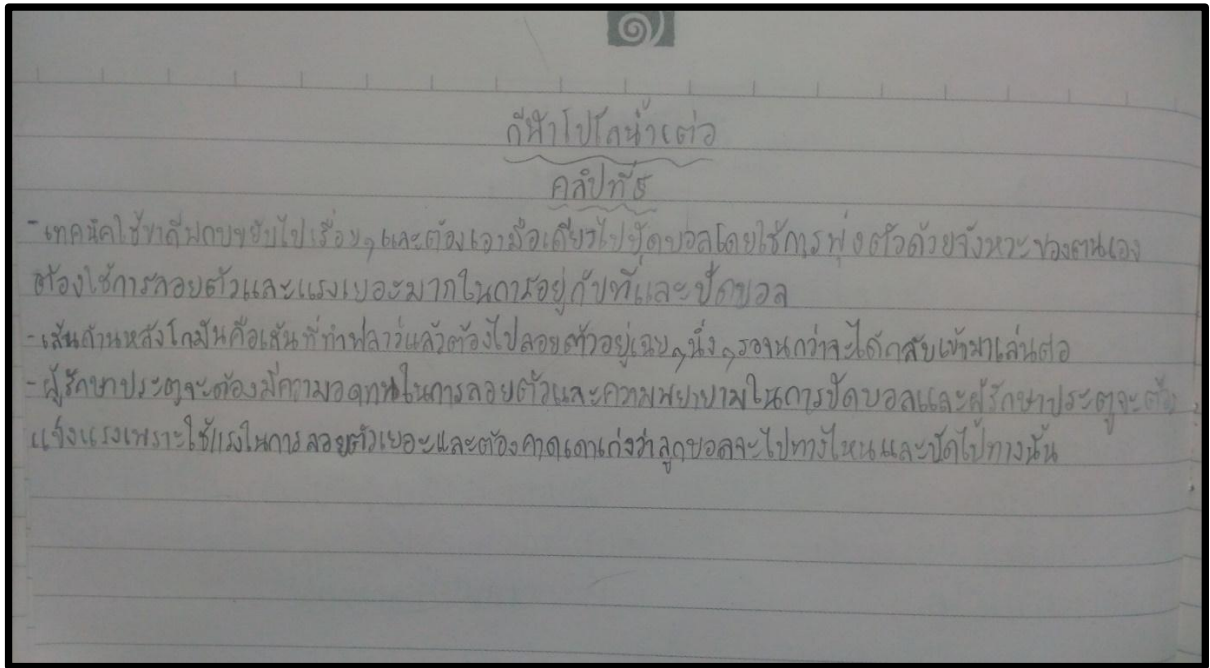 กีฬาโปโลน้ำต่อ
คลิปที่5
- เทคนิคใช้ขาถีบกบขยับไปเรื่อยๆและต้องเอามือเดียวไปปัดบอลโดยใช้การพุ่งตัวด้วยจังหวะของตนเอง
ต้องใช้การลอยตัวและแรงเยอะมากในการอยู่กับที่และปัดบอล
- เส้นด้านหลังโกมันคือเส้นที่ทำฟลาว์แล้วต้องไปลอยตัวอยู่เฉยๆนิ่งๆรอจนกว่าจะได้กลับเข้ามาเล่นต่อ
- ผู้รักษาประตูจะต้องมีความอดทนในการลอยตัวและความพยายามในการปัดบอลและผู้รักษาประตูจะต้อง
แข็งแรงเพราะใช้แรงในการลอยตัวเยอะและต้องคาดเดาเก่งว่าลูกบอลจะไปทางไหนและปัดไปทางนั้น